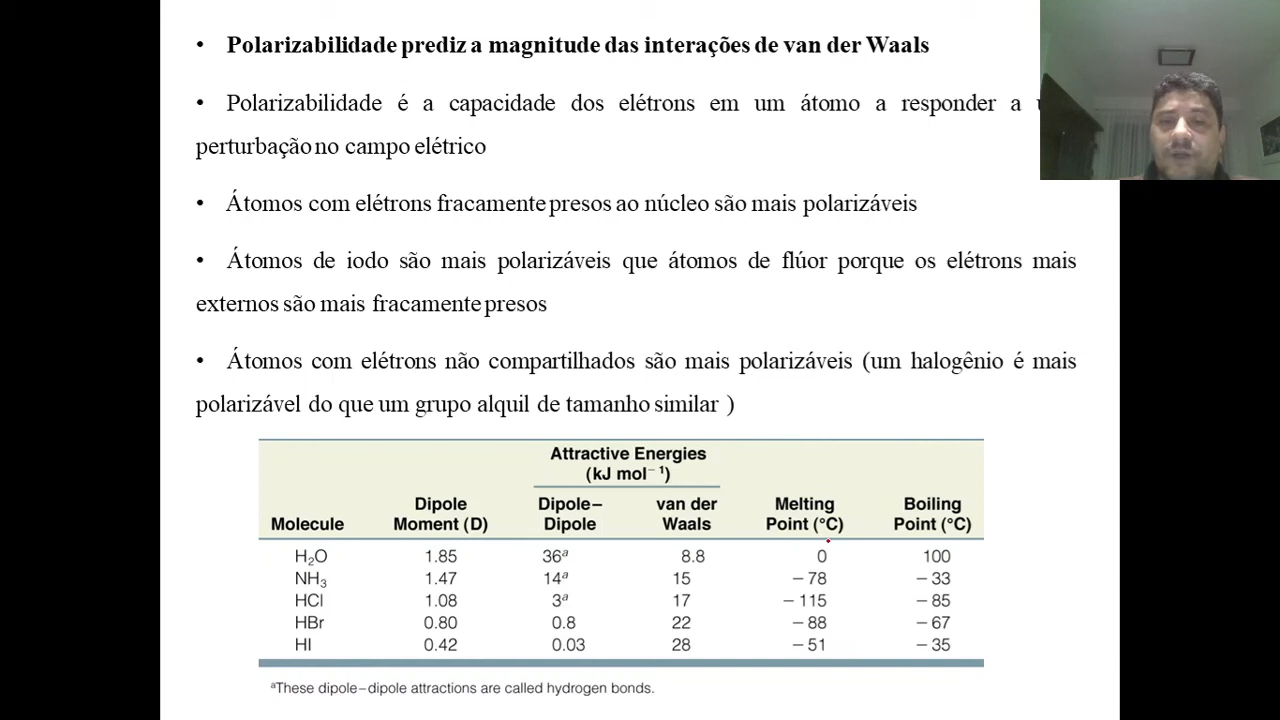 • Polarizabilidade prediz a magnitude das interações de van der Waals
• Polarizabilidade é a capacidade dos elétrons em um átomo a responder a
perturbação no campo elétrico
• Átomos com elétrons fracamente presos ao núcleo são mais polarizáveis
• Átomos de iodo são mais polarizáveis que átomos de flúor porque os elétrons mais
externos são mais fracamente presos
• Átomos com elétrons não compartilhados são mais polarizáveis (um halogênio é mais
polarizável do que um grupo alquil de tamanho similar )
Attractive Energies
(kJ mol⁻¹)
Dipole Dipole– van der Melting Boiling
Molecule Moment (D) Dipole Waals Point (°C) Point (°C)
H₂O 1.85 36ᵃ 8.8 0 100
NH₃ 1.47 14ᵃ 15 −78 −33
HCl 1.08 3ᵃ 17 −115 −85
HBr 0.80 0.8 22 −88 −67
HI 0.42 0.03 28 −51 −35
ᵃThese dipole–dipole attractions are called hydrogen bonds.